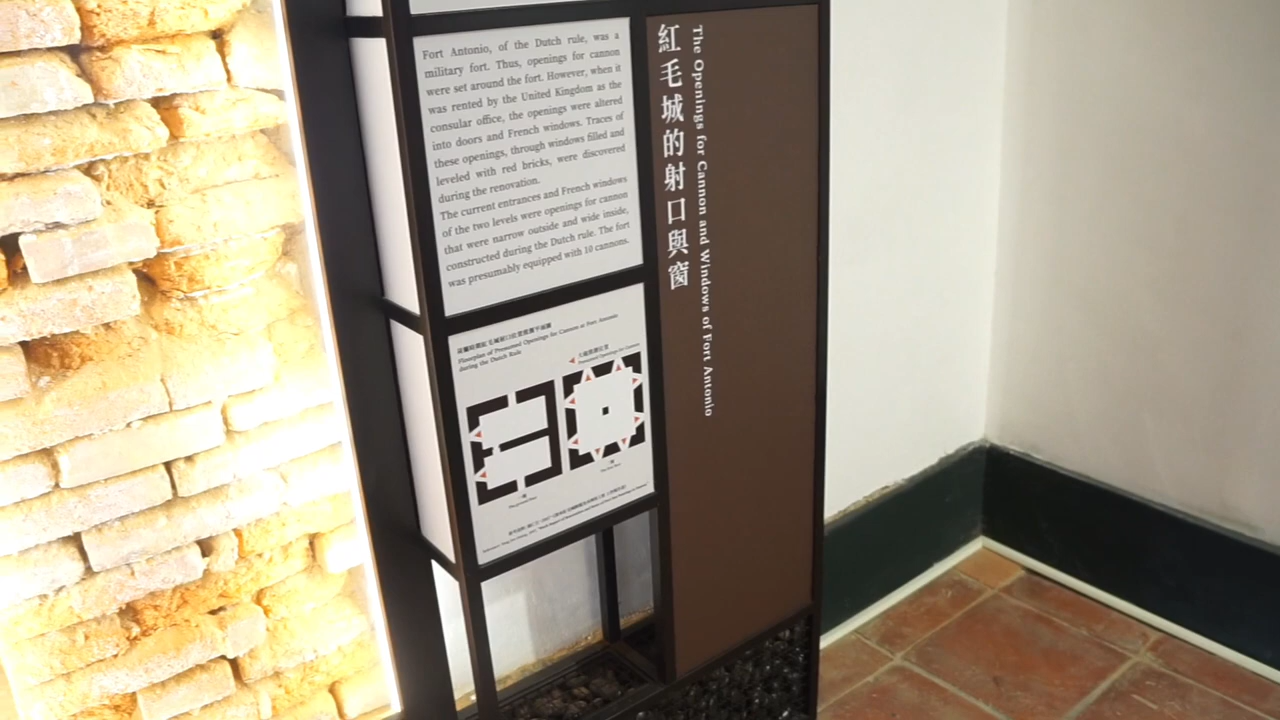 Fort Antonio, of the Dutch rule, was a
military fort. Thus, openings for cannon
were set around the fort. However, when it
was rented by the United Kingdom as the
consular office, the openings were altered
into doors and French windows. Traces of
these openings, through windows filled and
leveled with red bricks, were discovered
during the renovation.
The current entrances and French windows
of the two levels were openings for cannon
that were narrow outside and wide inside,
constructed during the Dutch rule. The fort
was presumably equipped with 10 cannons.
紅毛城的射口與窗
The Openings for Cannon and Windows of Fort Antonio
Floorplan of Presumed Openings for Cannon at Fort Antonio
during the Dutch Rule
Presumed Openings for Cannon